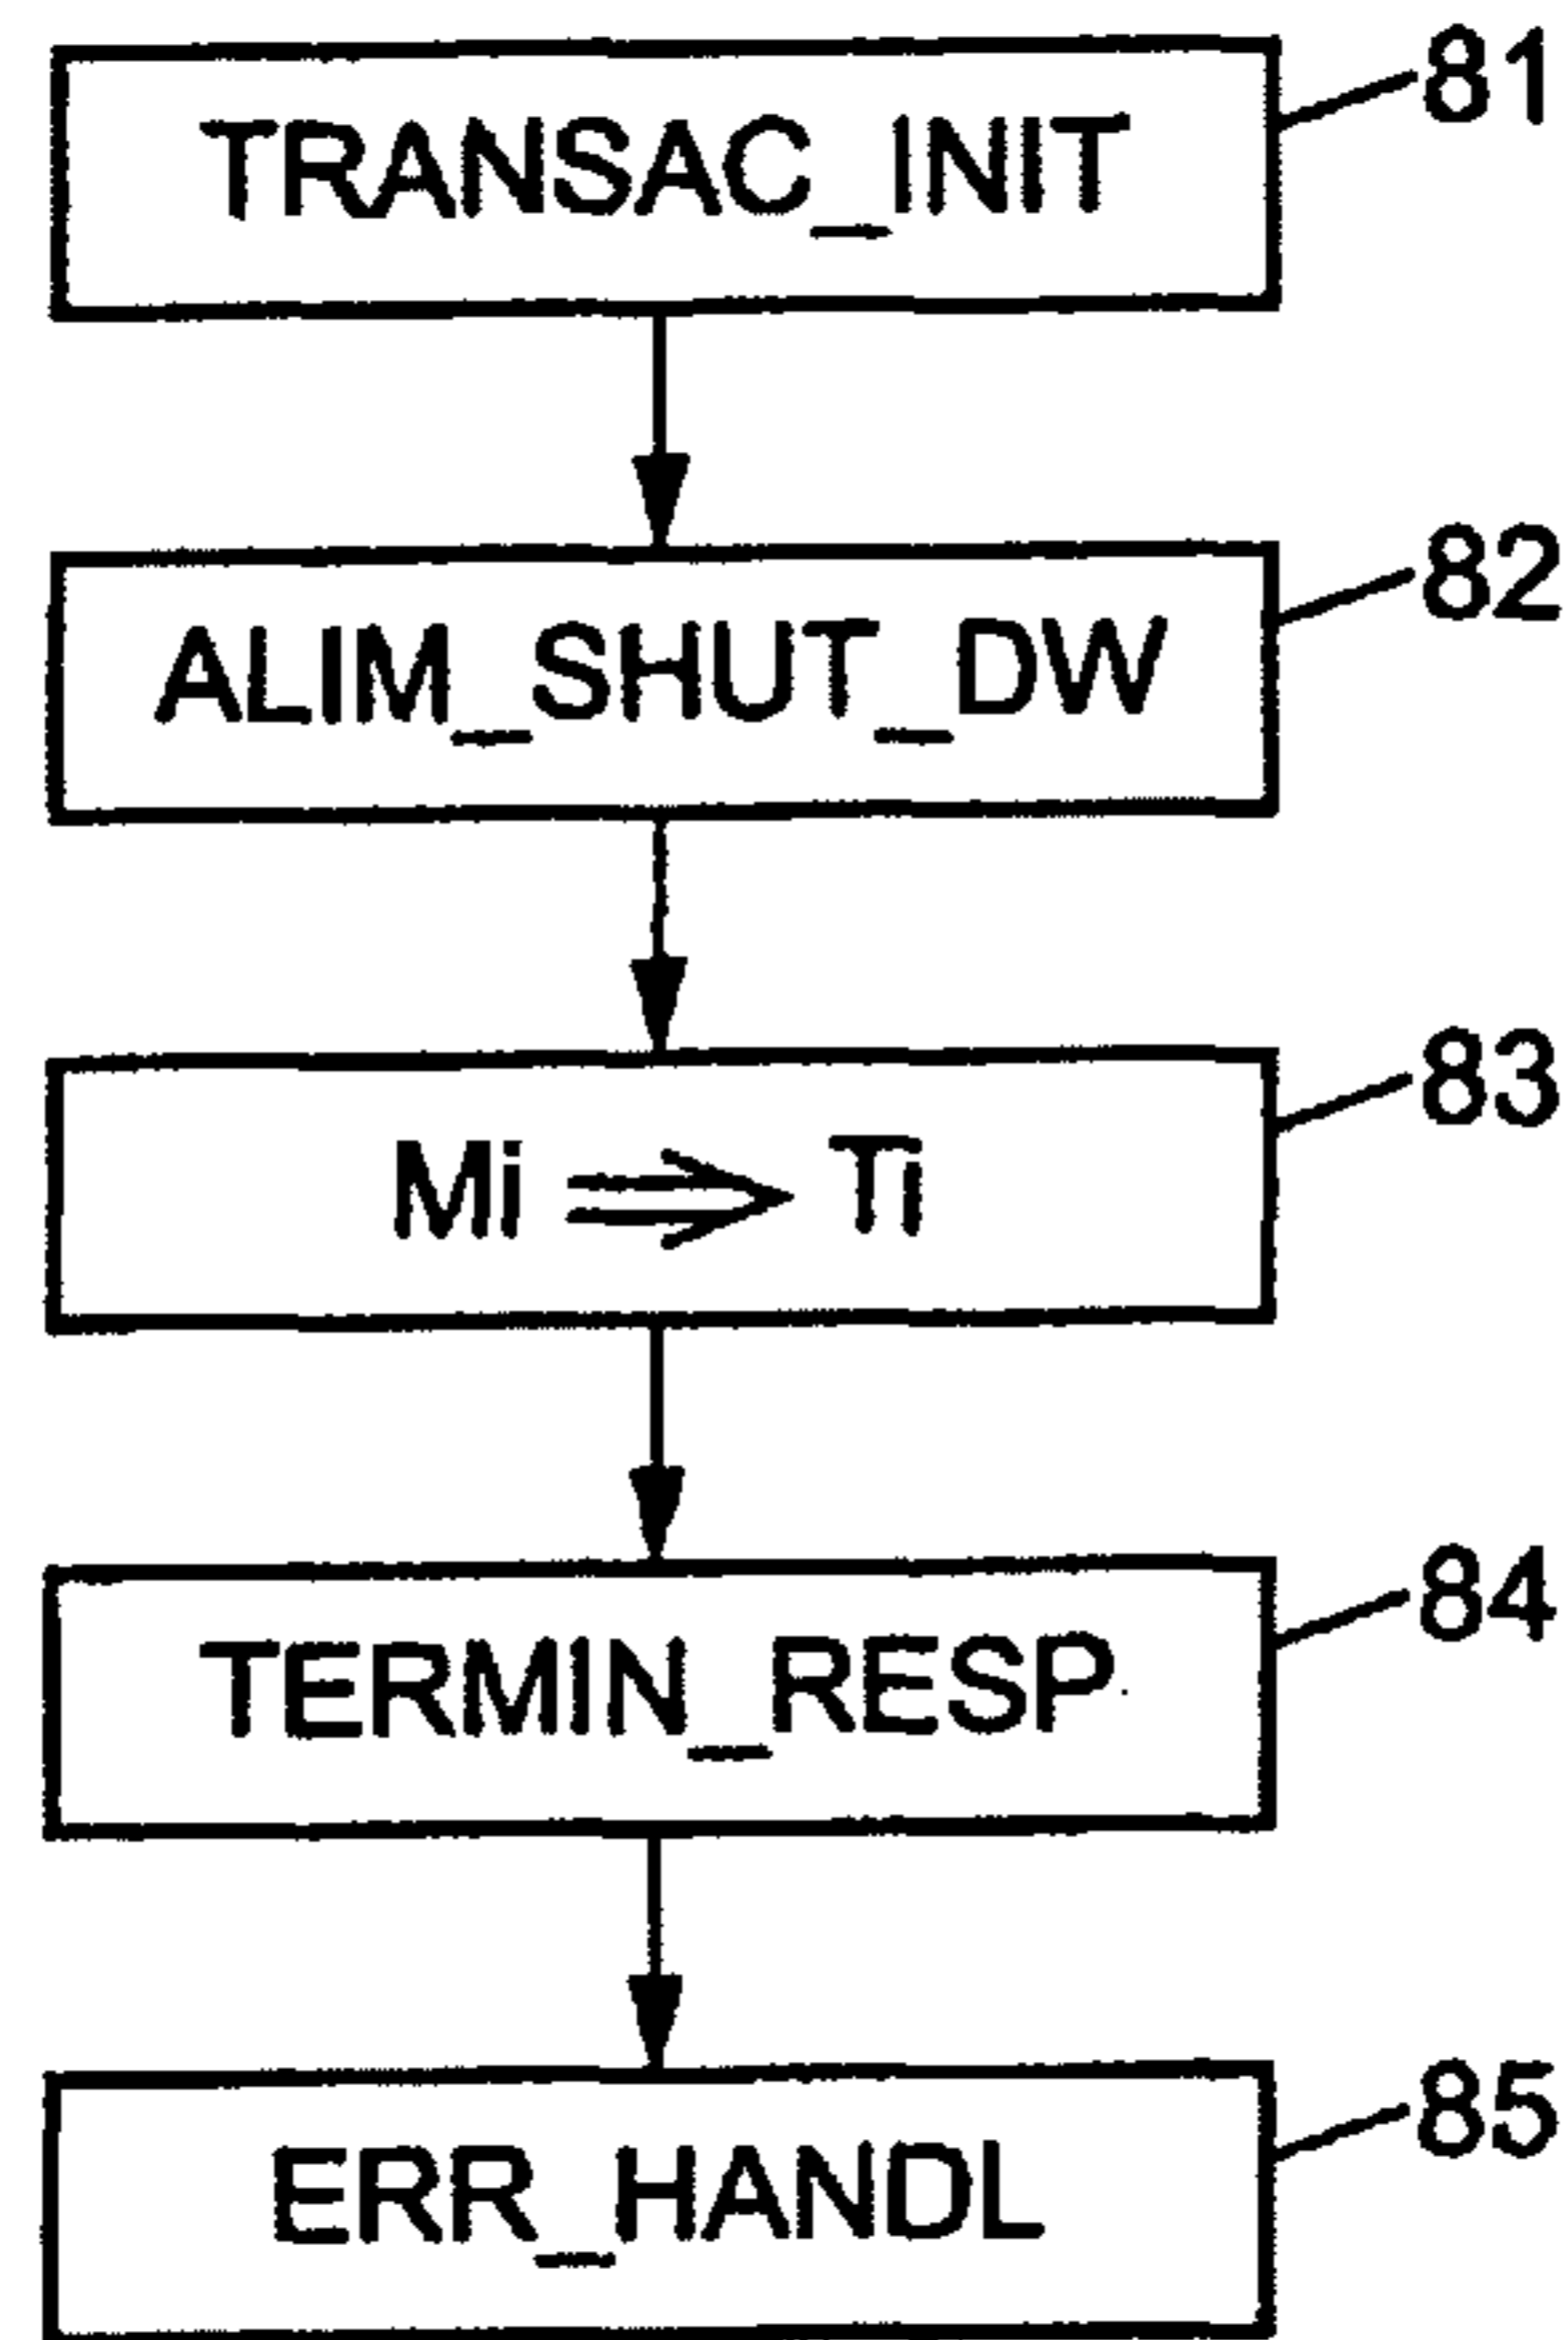 TRANSAC_INIT
81
ALIM_SHUT_DW
82
Mi ⇒ Ti
83
TERMIN_RESP
84
ERR_HANDL
85